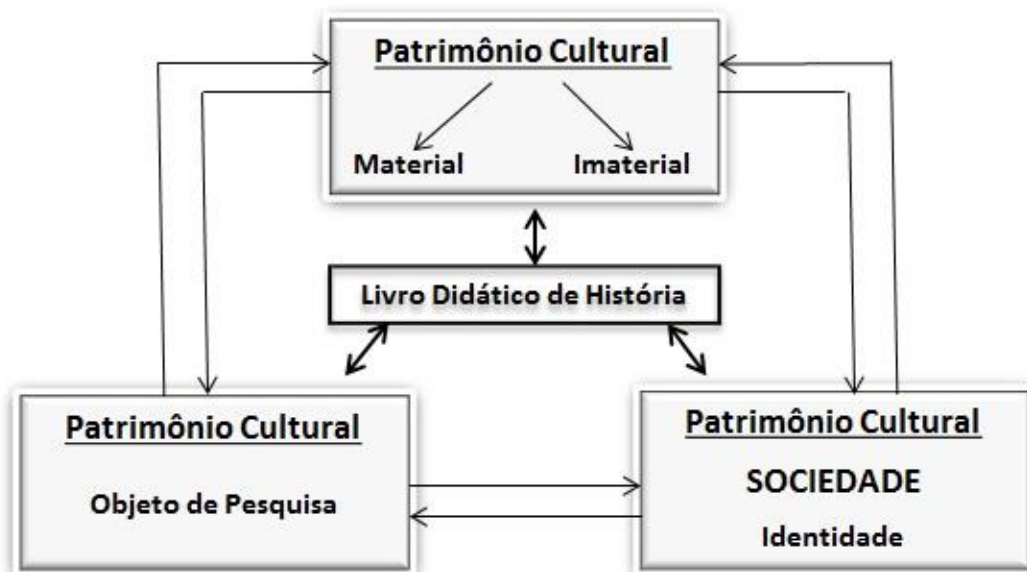 Patrimônio Cultural
Material
Imaterial
Livro Didático de História
Patrimônio Cultural
Objeto de Pesquisa
Patrimônio Cultural
SOCIEDADE
Identidade